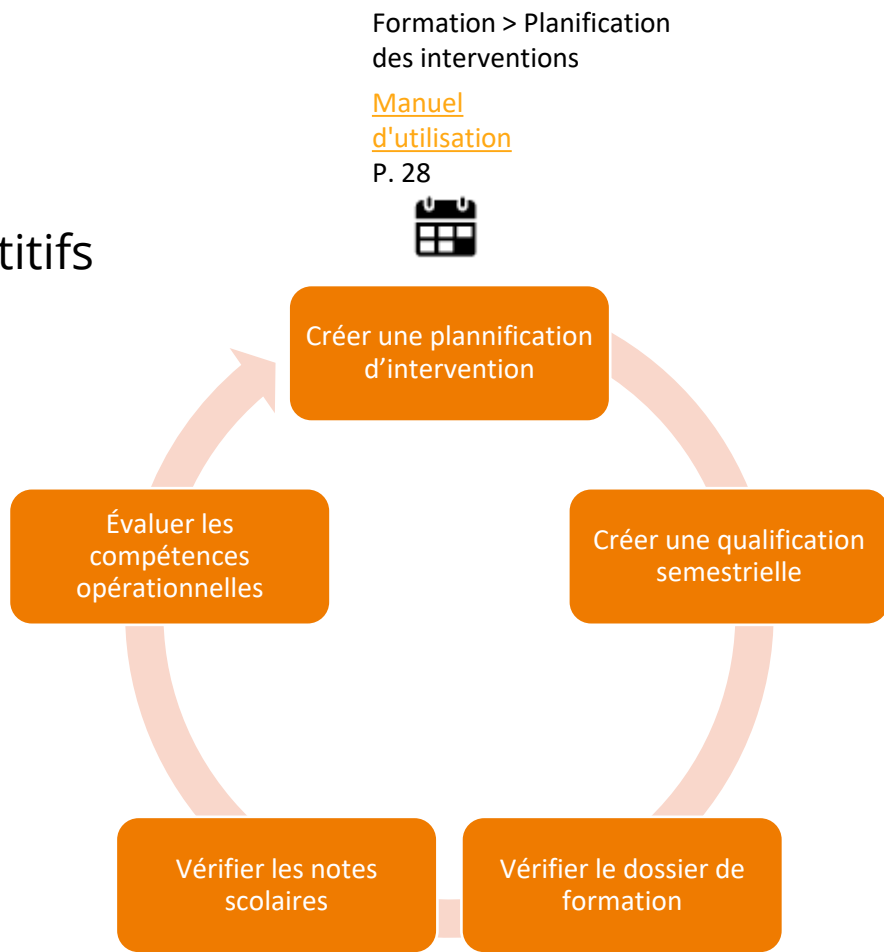 Formation > Planification
des interventions
Manuel
d'utilisation
P. 28
titifs
Créer une plannification
d’intervention
Créer une qualification
semestrielle
Vérifier le dossier de
formation
Vérifier les notes
scolaires
Évaluer les
compétences
opérationnelles